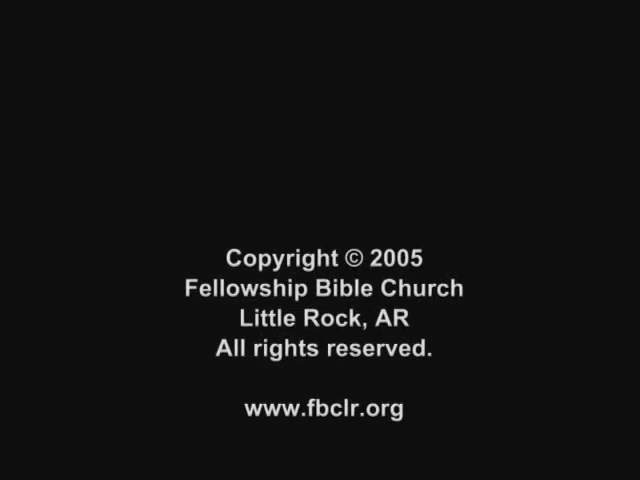 Copyright © 2005
Fellowship Bible Church
Little Rock, AR
All rights reserved.
www.fbclr.org